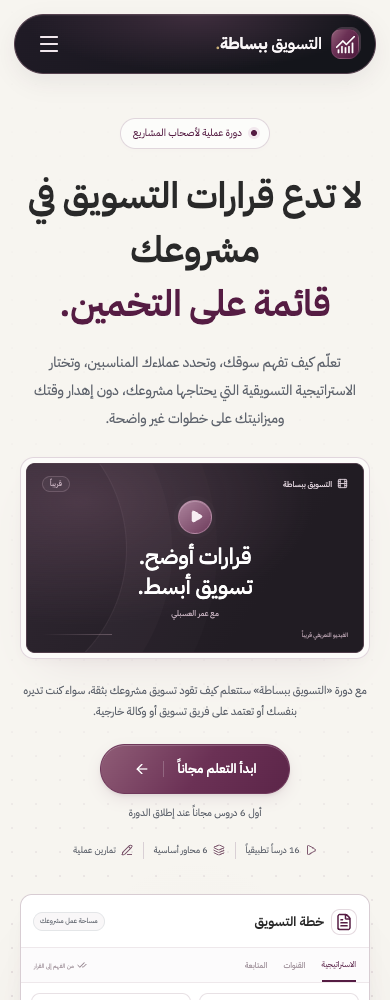 التسويق ببساطة.
دورة عملية لأصحاب المشاريع
لا تدع قرارات التسويق في
مشروعك
قائمة على التخمين.
تعلّم كيف تفهم سوقك، وتحدد عملاءك المناسبين، وتختار
الاستراتيجية التسويقية التي يحتاجها مشروعك، دون إهدار وقتك
وميزانيتك على خطوات غير واضحة.
التسويق ببساطة
قريباً
قرارات أوضح.
تسويق أبسط.
مع عمر العسبلي
الفيديو التعريفي قريباً
مع دورة «التسويق ببساطة» ستتعلم كيف تقود تسويق مشروعك بثقة، سواء كنت تديره
بنفسك أو تعتمد على فريق تسويق أو وكالة خارجية.
ابدأ التعلم مجاناً
أول 6 دروس مجاناً عند إطلاق الدورة
16 درساً تطبيقياً
6 محاور أساسية
تمارين عملية
خطة التسويق
مساحة عمل مشروعك
الاستراتيجية
القنوات
المتابعة
من الفهم إلى القرار